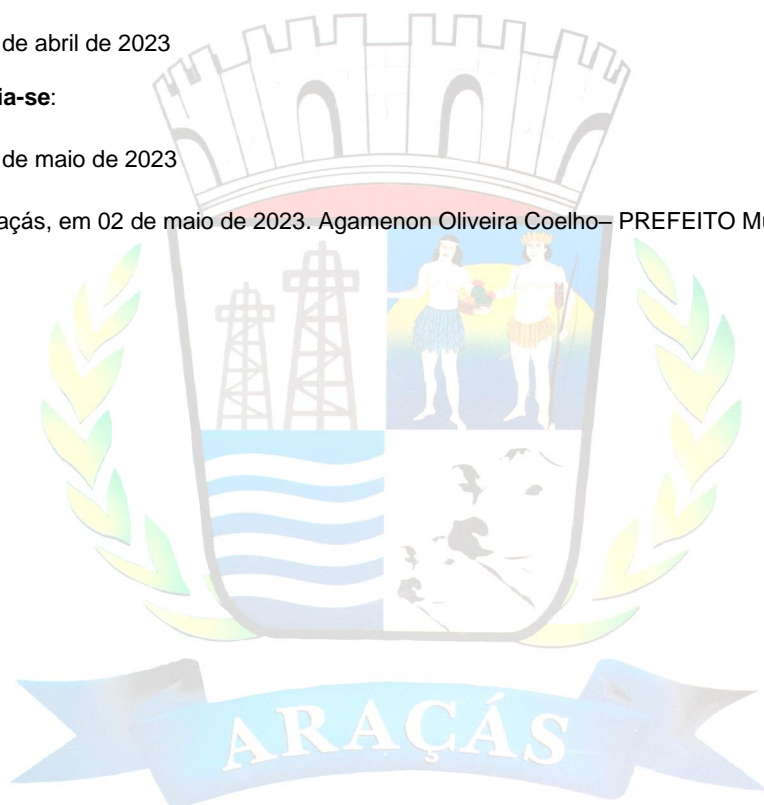 de abril de 2023
ia-se:
de maio de 2023
açás, em 02 de maio de 2023. Agamenon Oliveira Coelho– PREFEITO Mu
ARAÇÁS